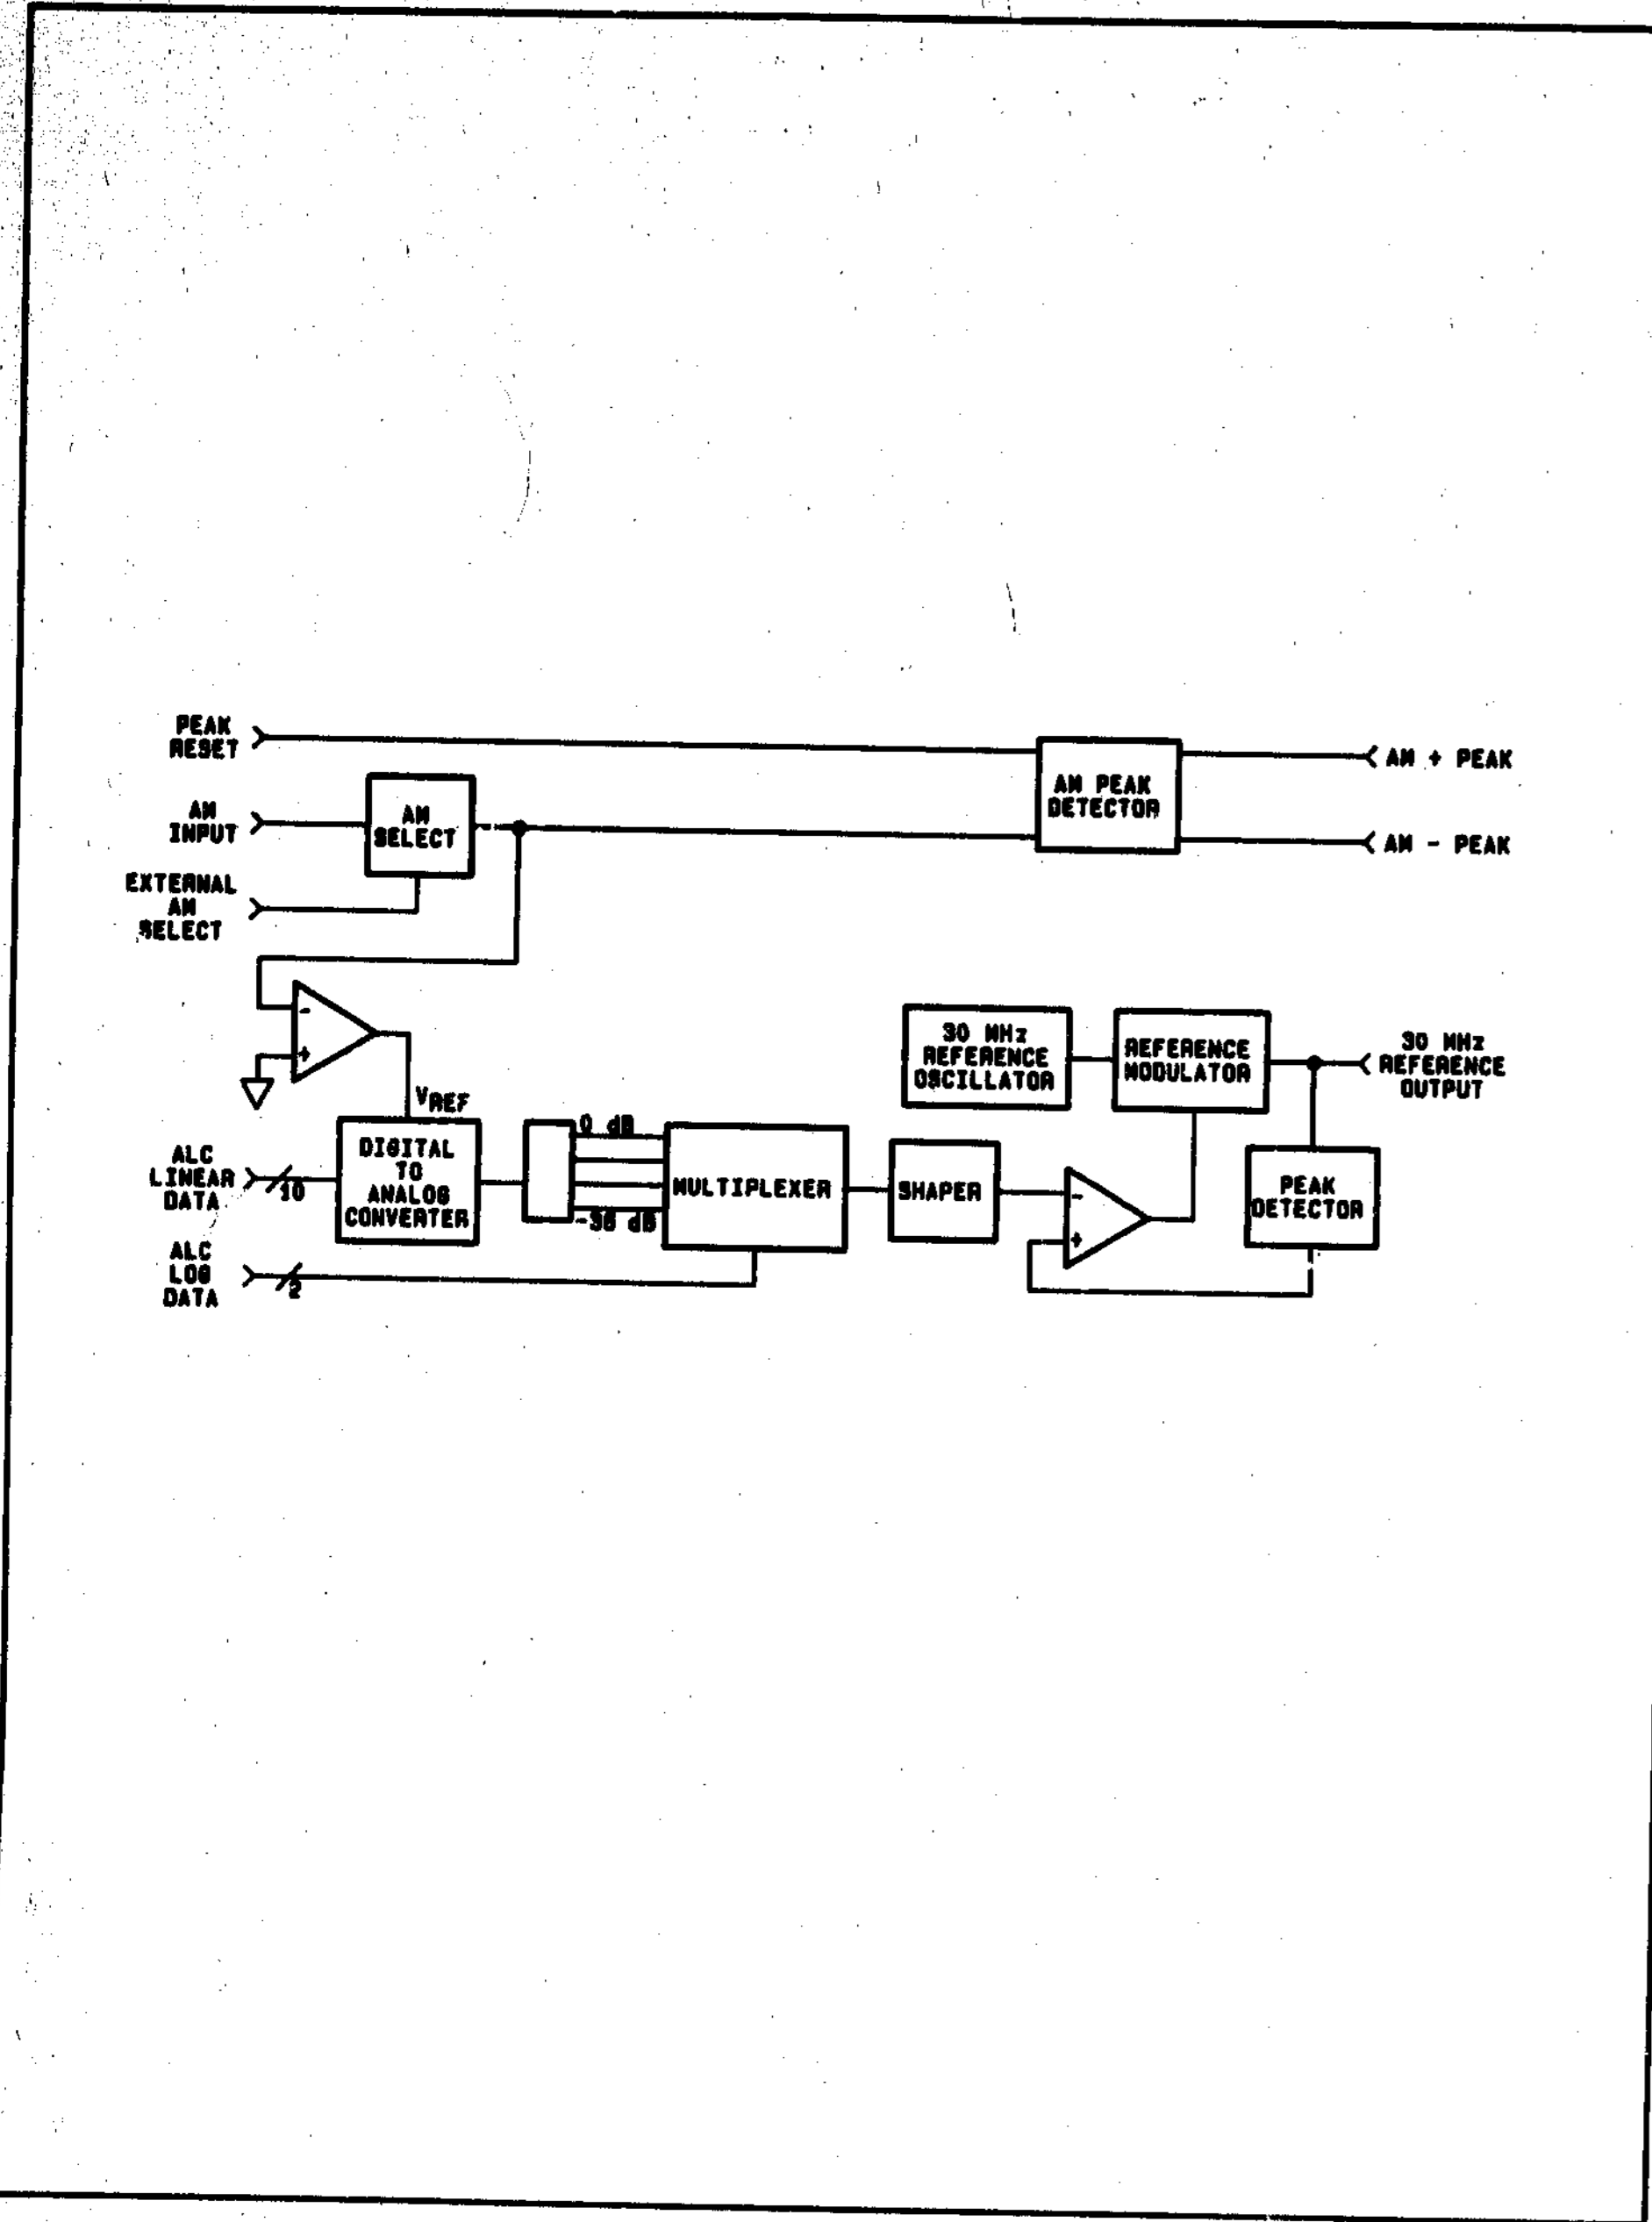 PEAK
RESET
AM + PEAK
AM PEAK
DETECTOR
AM
INPUT
AM
SELECT
AM - PEAK
EXTERNAL
AM
SELECT
-
+
30 MHz
REFERENCE
OSCILLATOR
REFERENCE
MODULATOR
30 MHz
REFERENCE
OUTPUT
VREF
0 dB
ALC
LINEAR
DATA
10
DIGITAL
TO
ANALOG
CONVERTER
MULTIPLEXER
SHAPER
-
+
PEAK
DETECTOR
-36 dB
ALC
LOG
DATA
2